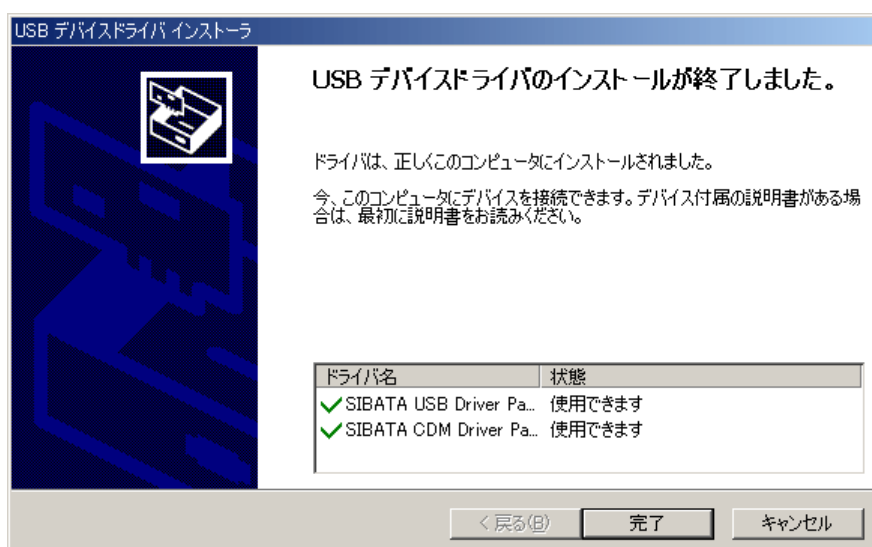 USB デバイスドライバ インストーラ
USB デバイスドライバのインストールが終了しました。
ドライバは、正しくこのコンピュータにインストールされました。
今、このコンピュータにデバイスを接続できます。デバイス付属の説明書がある場
合は、最初に説明書をお読みください。
ドライバ名 状態
SIBATA USB Driver Pa... 使用できます
SIBATA CDM Driver Pa... 使用できます
< 戻る(B) 完了 キャンセル